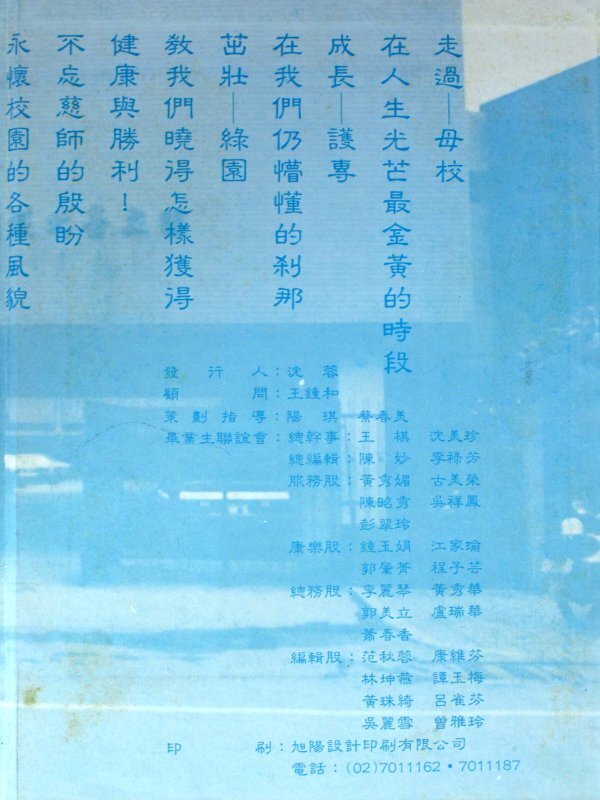 走過—母校
在人生光芒最金黃的時段
成長—護專
在我們仍懵懂的剎那
茁壯—綠園
教我們曉得怎樣獲得
健康與勝利！
不忘慈師的殷盼
永懷校園的各種風貌
發行人：沈蓉
顧問：王鍾和
策劃指導：陽琪 蔡春美
畢業生聯誼會：總幹事：王祺 沈美珍
總編輯：陳妙 李祿芳
服務股：黃秀媚 古美榮
陳昭秀 吳祥鳳
彭翠玲
康樂股：鍾玉娟 江家瑜
郭肇菁 程子芸
總務股：李麗琴 黃秀華
郭美立 盧瑞華
蕭春香
編輯股：范秋蓉 康維芬
林坤燕 譚玉梅
黃珠綺 呂雀芬
吳麗雪 曾雅玲
印刷：旭陽設計印刷有限公司
電話：(02)7011162・7011187